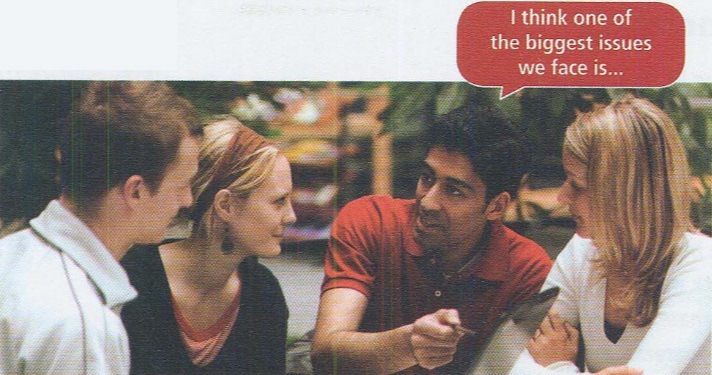 I think one of
the biggest issues
we face is...